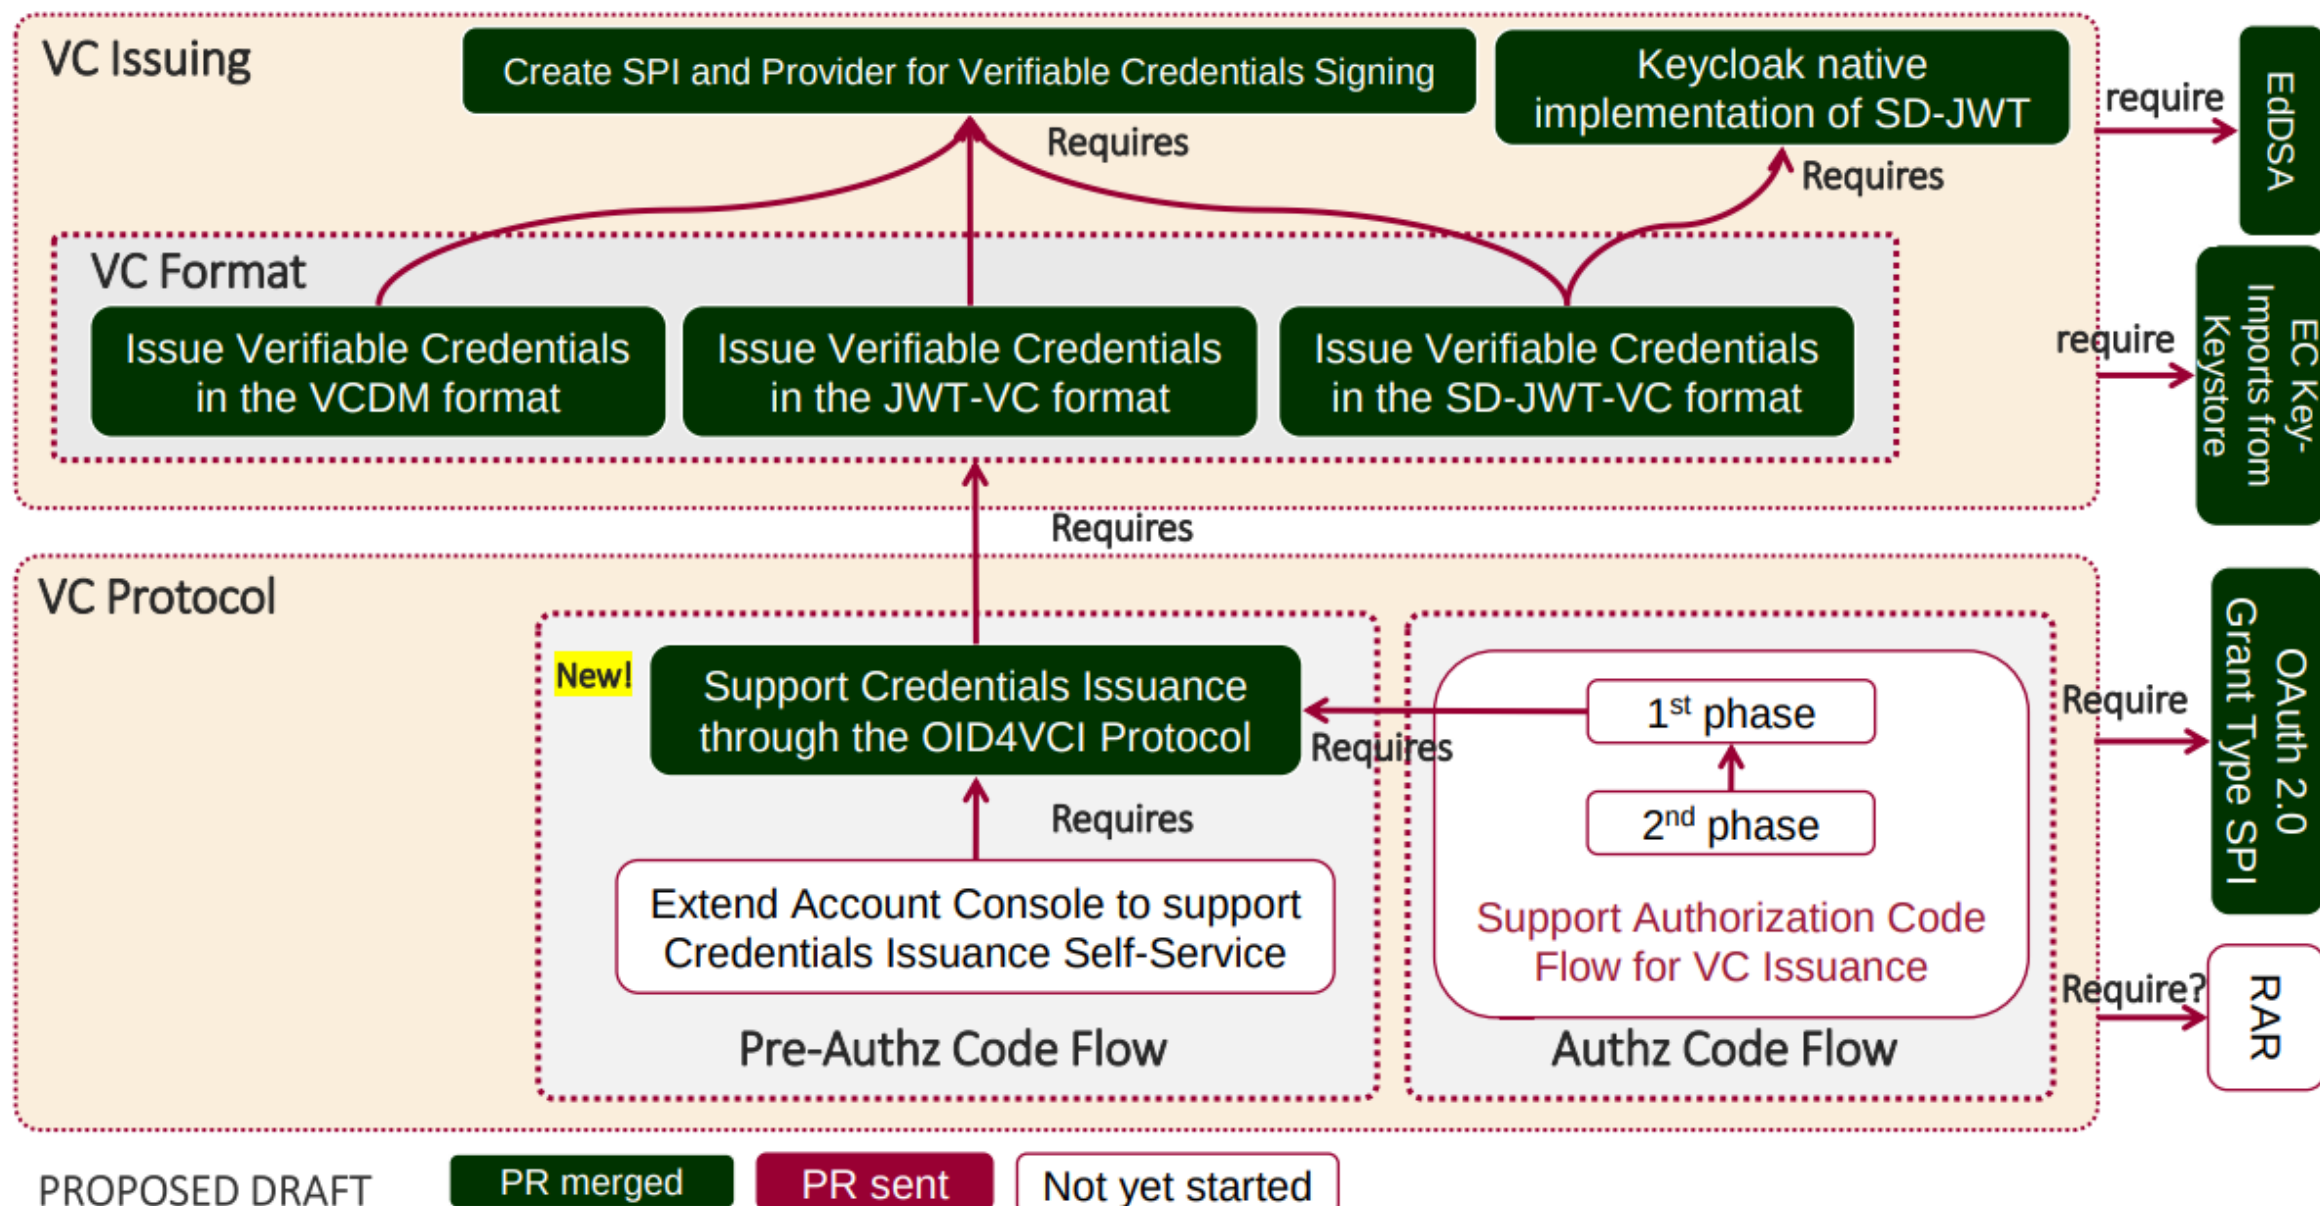 VC Issuing
Create SPI and Provider for Verifiable Credentials Signing
Keycloak native
implementation of SD-JWT
require
EdDSA
Requires
Requires
VC Format
Issue Verifiable Credentials
in the VCDM format
Issue Verifiable Credentials
in the JWT-VC format
Issue Verifiable Credentials
in the SD-JWT-VC format
require
EC Key-
Imports from
Keystore
Requires
VC Protocol
New!
Support Credentials Issuance
through the OID4VCI Protocol
Requires
1st phase
2nd phase
Support Authorization Code
Flow for VC Issuance
Require
OAuth 2.0
Grant Type SPI
Requires
Extend Account Console to support
Credentials Issuance Self-Service
Require?
RAR
Pre-Authz Code Flow
Authz Code Flow
PROPOSED DRAFT
PR merged
PR sent
Not yet started